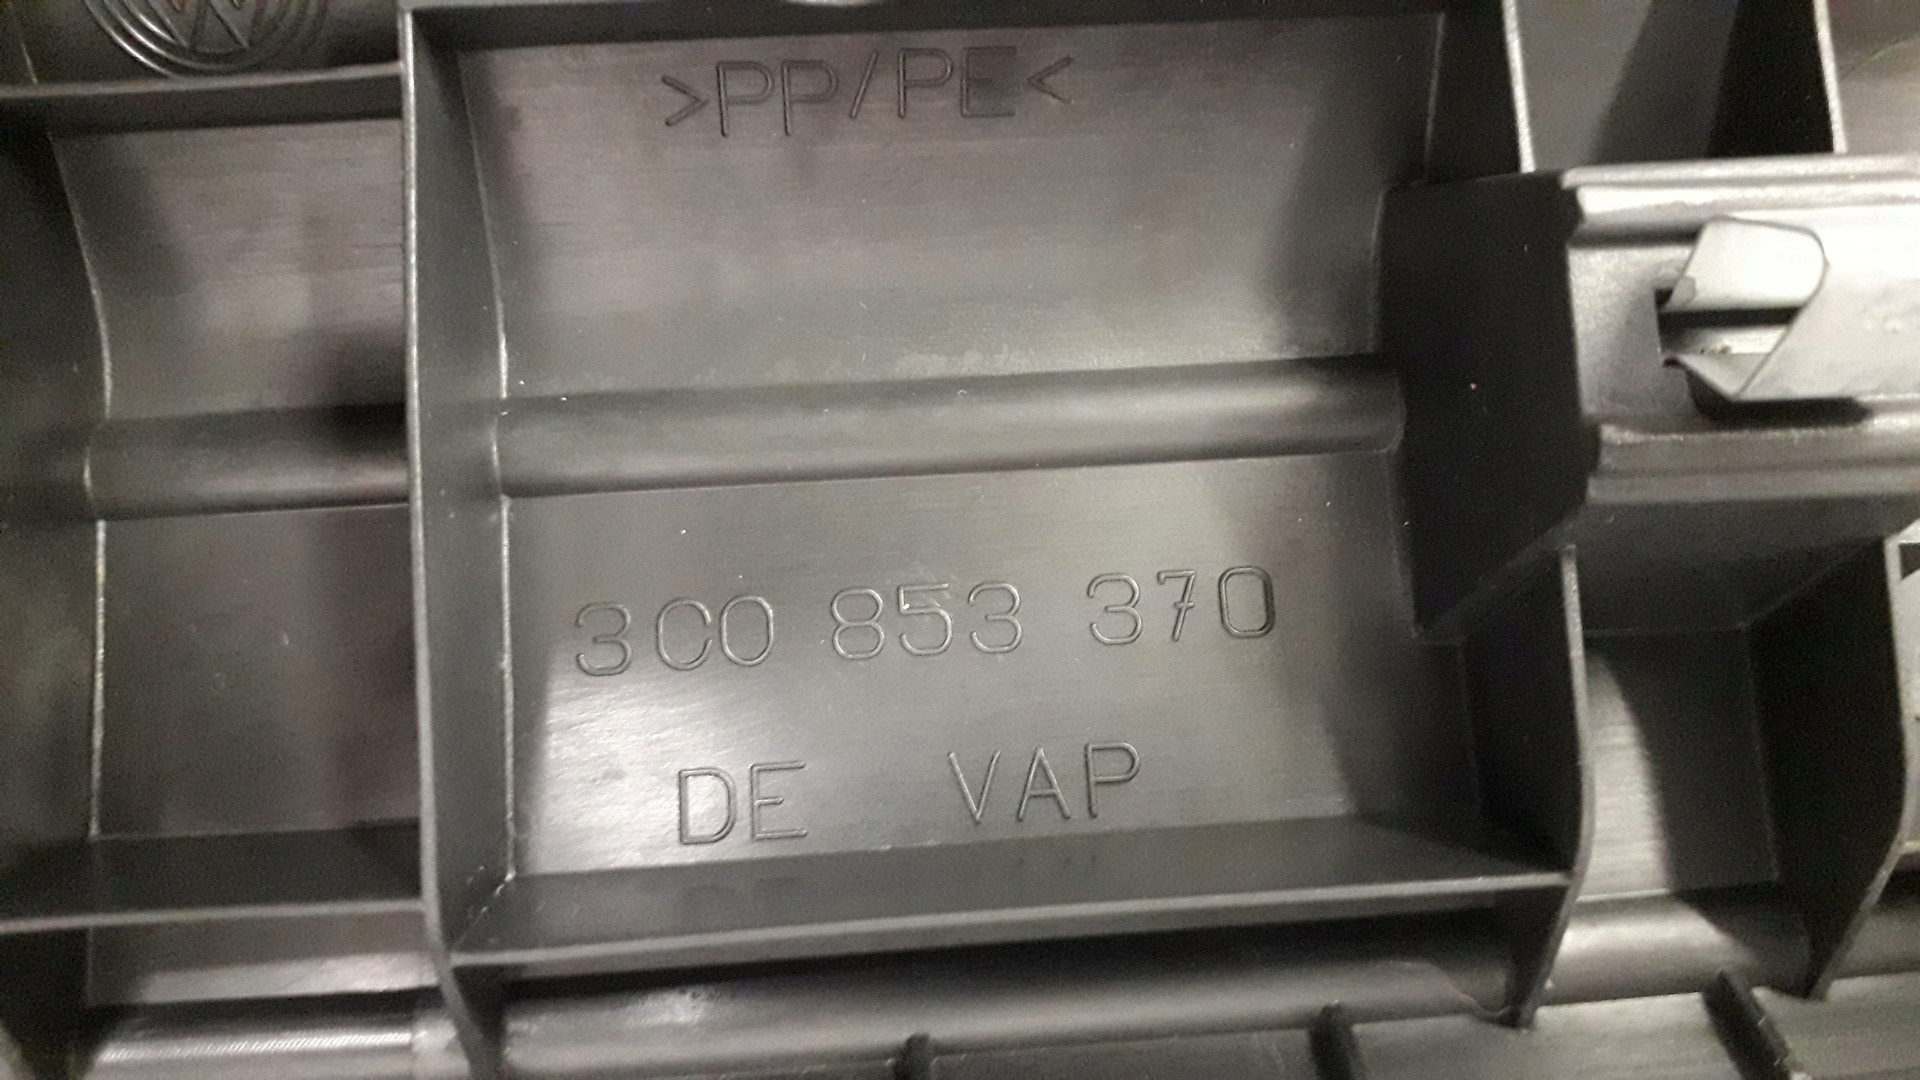 >PP/PE<
3C0 853 370
DE VAP